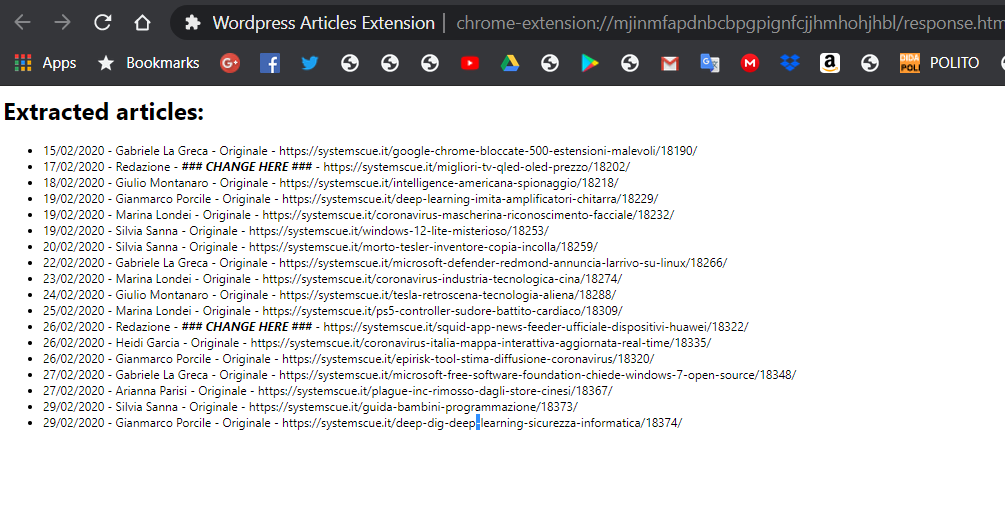 Wordpress Articles Extension | chrome-extension://mjinmfapdnbcbpgpignfcjjhmhohjhbl/response.htm
Apps Bookmarks G+ f M a DIDA POLI POLITO
Extracted articles:
• 15/02/2020 - Gabriele La Greca - Originale - https://systemscue.it/google-chrome-bloccate-500-estensioni-malevoli/18190/
• 17/02/2020 - Redazione - ### CHANGE HERE ### - https://systemscue.it/migliori-tv-qled-oled-prezzo/18202/
• 18/02/2020 - Giulio Montanaro - Originale - https://systemscue.it/intelligence-americana-spionaggio/18218/
• 19/02/2020 - Gianmarco Porcile - Originale - https://systemscue.it/deep-learning-imita-amplificatori-chitarra/18229/
• 19/02/2020 - Marina Londei - Originale - https://systemscue.it/coronavirus-mascherina-riconoscimento-facciale/18232/
• 19/02/2020 - Silvia Sanna - Originale - https://systemscue.it/windows-12-lite-misterioso/18253/
• 20/02/2020 - Silvia Sanna - Originale - https://systemscue.it/morto-tesler-inventore-copia-incolla/18259/
• 22/02/2020 - Gabriele La Greca - Originale - https://systemscue.it/microsoft-defender-redmond-annuncia-larrivo-su-linux/18266/
• 23/02/2020 - Marina Londei - Originale - https://systemscue.it/coronavirus-industria-tecnologica-cina/18274/
• 24/02/2020 - Giulio Montanaro - Originale - https://systemscue.it/tesla-retroscena-tecnologia-aliena/18288/
• 25/02/2020 - Marina Londei - Originale - https://systemscue.it/ps5-controller-sudore-battito-cardiaco/18309/
• 26/02/2020 - Redazione - ### CHANGE HERE ### - https://systemscue.it/squid-app-news-feeder-ufficiale-dispositivi-huawei/18322/
• 26/02/2020 - Heidi Garcia - Originale - https://systemscue.it/coronavirus-italia-mappa-interattiva-aggiornata-real-time/18335/
• 26/02/2020 - Gianmarco Porcile - Originale - https://systemscue.it/epirisk-tool-stima-diffusione-coronavirus/18320/
• 27/02/2020 - Gabriele La Greca - Originale - https://systemscue.it/microsoft-free-software-foundation-chiede-windows-7-open-source/18348/
• 27/02/2020 - Arianna Parisi - Originale - https://systemscue.it/plague-inc-rimosso-dagli-store-cinesi/18367/
• 29/02/2020 - Silvia Sanna - Originale - https://systemscue.it/guida-bambini-programmazione/18373/
• 29/02/2020 - Gianmarco Porcile - Originale - https://systemscue.it/deep-dig-deep-learning-sicurezza-informatica/18374/